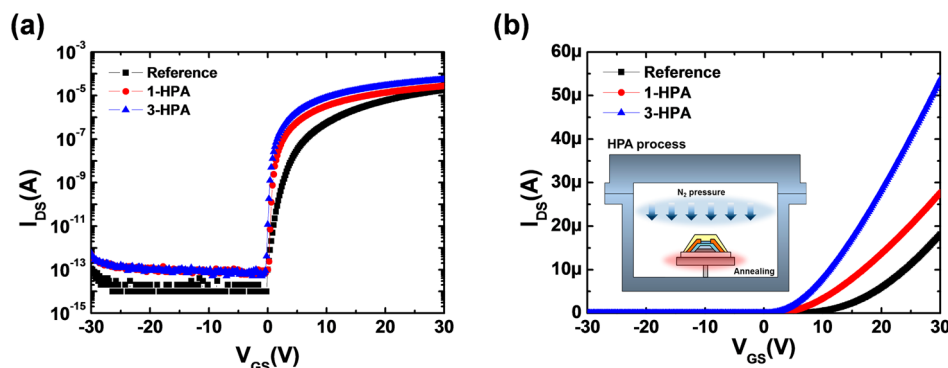 (a)
10^-3
10^-5
10^-7
10^-9
10^-11
10^-13
10^-15
I_DS(A)
Reference
1-HPA
3-HPA
-30 -20 -10 0 10 20 30
V_GS(V)
(b)
60μ
50μ
40μ
30μ
20μ
10μ
0
I_DS(A)
Reference
1-HPA
3-HPA
HPA process
N₂ pressure
Annealing
-30 -20 -10 0 10 20 30
V_GS(V)